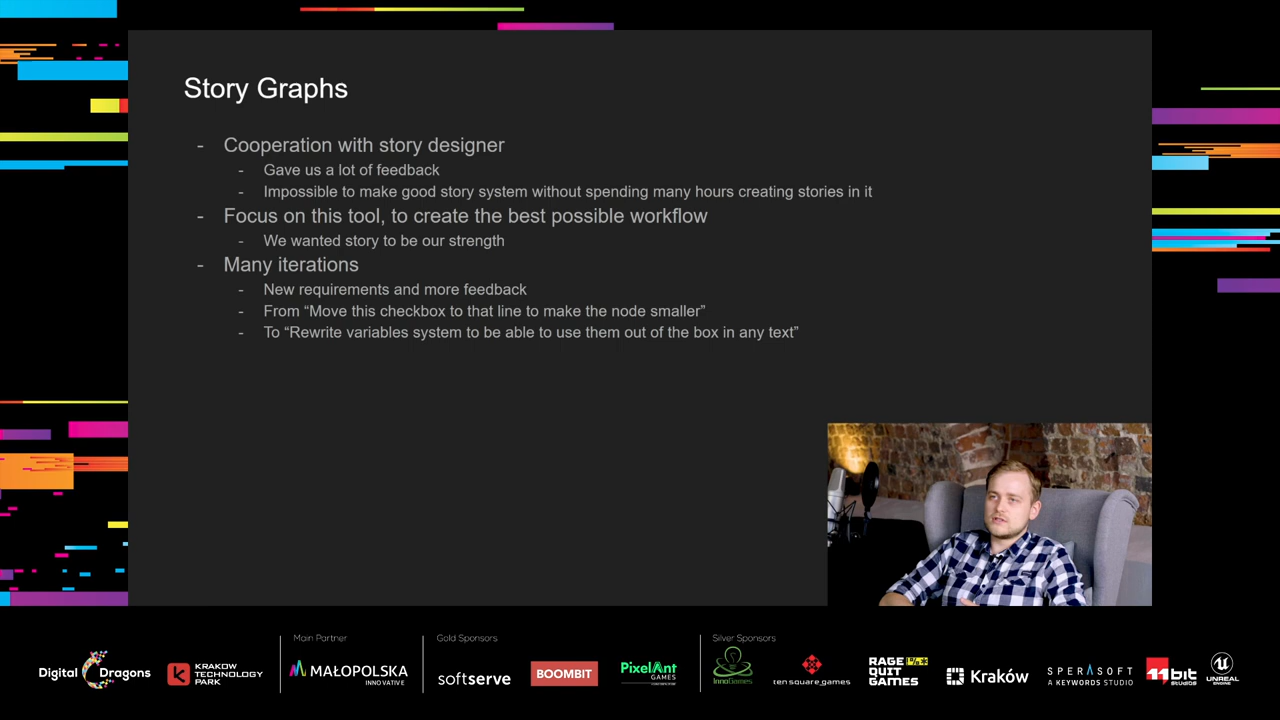 Story Graphs
- Cooperation with story designer
- Gave us a lot of feedback
- Impossible to make good story system without spending many hours creating stories in it
- Focus on this tool, to create the best possible workflow
- We wanted story to be our strength
- Many iterations
- New requirements and more feedback
- From “Move this checkbox to that line to make the node smaller”
- To “Rewrite variables system to be able to use them out of the box in any text”
Main Partner
Gold Sponsors
Silver Sponsors
Digital Dragons
KRAKOW
TECHNOLOGY
PARK
MAŁOPOLSKA
INNOVATIVE
softserve
BOOMBIT
PixelAnt
GAMES
InnoGames
ten square games
RAGE
QUIT
GAMES
Kraków
SPERASOFT
A KEYWORDS STUDIO
11bit
studios
UNREAL
ENGINE